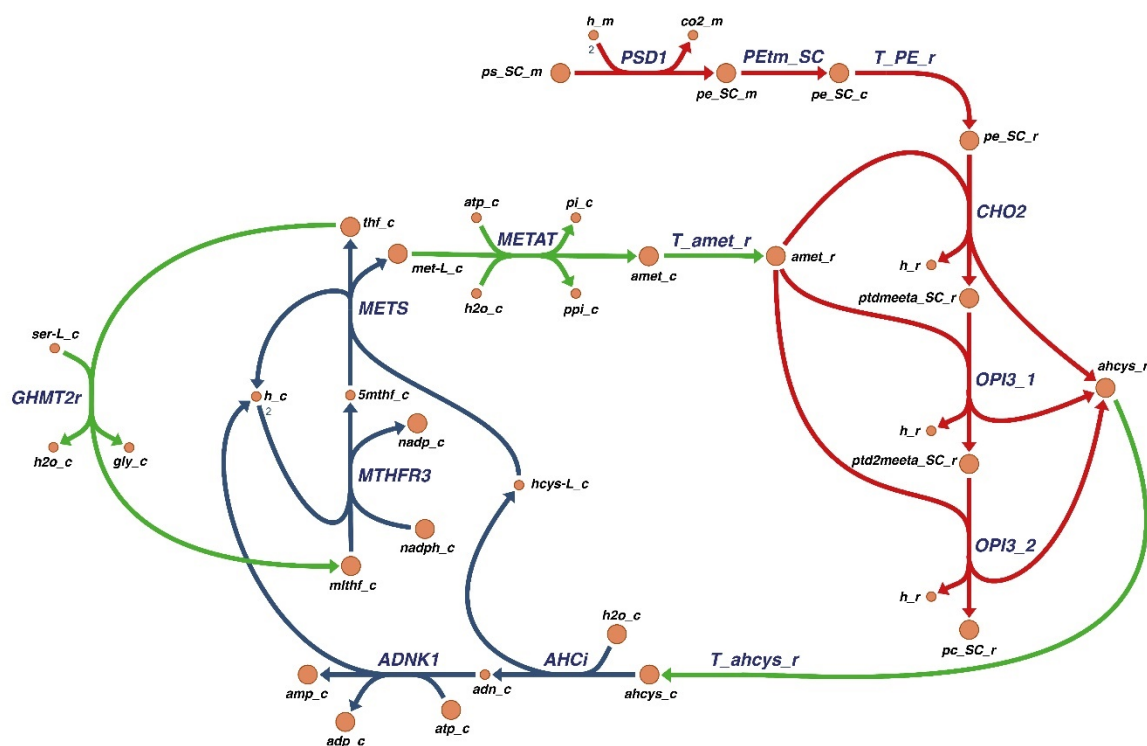 h_m
co2_m
2
PSD1
PEtm_SC
T_PE_r
ps_SC_m
pe_SC_m
pe_SC_c
pe_SC_r
CHO2
atp_c
pi_c
thf_c
METAT
T_amet_r
met-L_c
amet_c
amet_r
h_r
h2o_c
ppi_c
ptdmeeta_SC_r
METS
ser-L_c
OPI3_1
ahcys_r
GHMT2r
h_c
2
5mthf_c
nadp_c
h_r
h2o_c
gly_c
MTHFR3
ptd2meeta_SC_r
hcys-L_c
nadph_c
OPI3_2
mlthf_c
h_r
h2o_c
pc_SC_r
ADNK1
AHCi
T_ahcys_r
amp_c
adn_c
ahcys_c
adp_c
atp_c